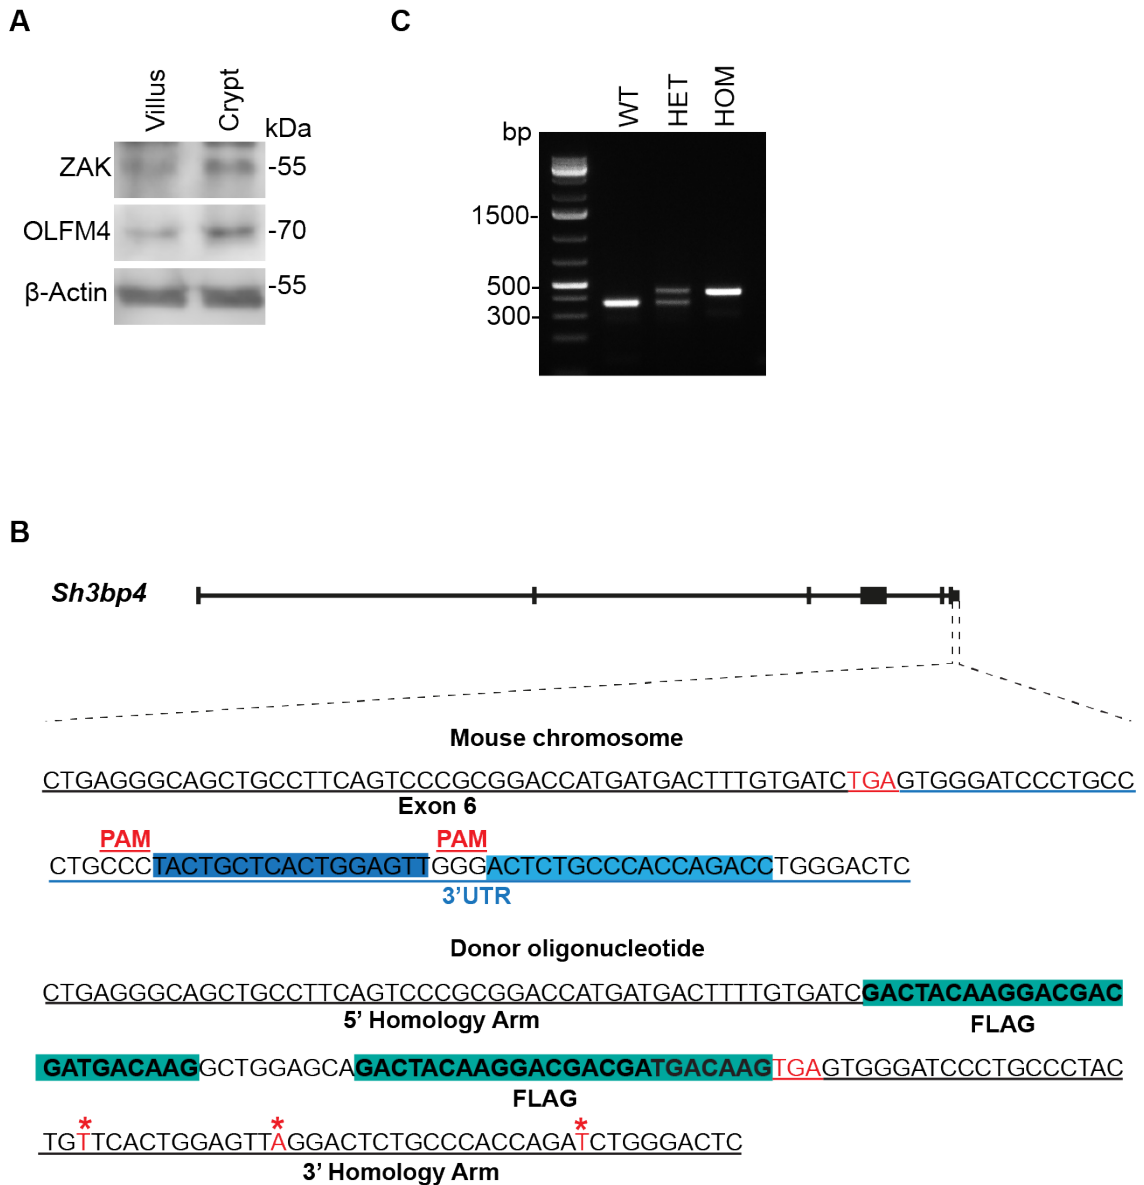 A
Villus
Crypt
kDa
ZAK
-55
OLFM4
-70
β-Actin
-55
C
WT
HET
HOM
bp
1500-
500-
300-
B
Sh3bp4
Mouse chromosome
CTGAGGGCAGCTGCCTTCAGTCCCGCGGACCATGATGACTTTGTGATCTGAGTGGGATCCCTGCC
Exon 6
PAM PAM
CTGCCCTACTGCTCACTGGAGTTGGGACTCTGCCCACCAGACCTGGGACTC
3’UTR
Donor oligonucleotide
CTGAGGGCAGCTGCCTTCAGTCCCGCGGACCATGATGACTTTTGTGATCGACTACAAGGACGAC
5’ Homology Arm
FLAG
GATGACAAGGCTGGAGCAGACTACAAGGACGACGATGACAAGTGAGTGGGATCCCTGCCCTAC
FLAG
* * *
TGTTCACTGGAGTTAGGACTCTGCCCACCAGATCTGGGACTC
3’ Homology Arm